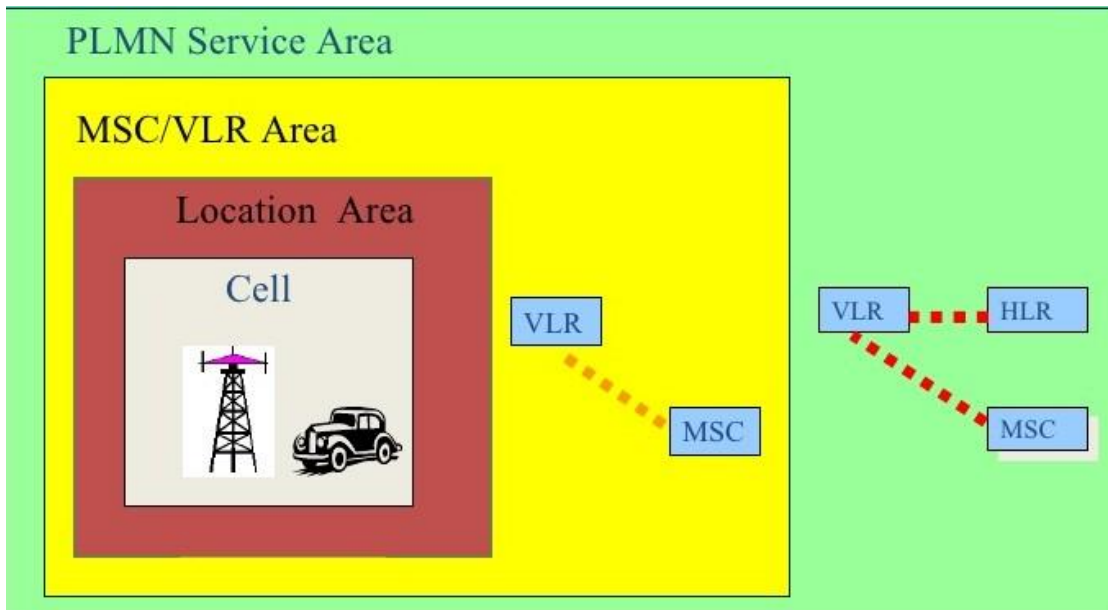 PLMN Service Area
MSC/VLR Area
Location Area
Cell
VLR
MSC
VLR
HLR
MSC